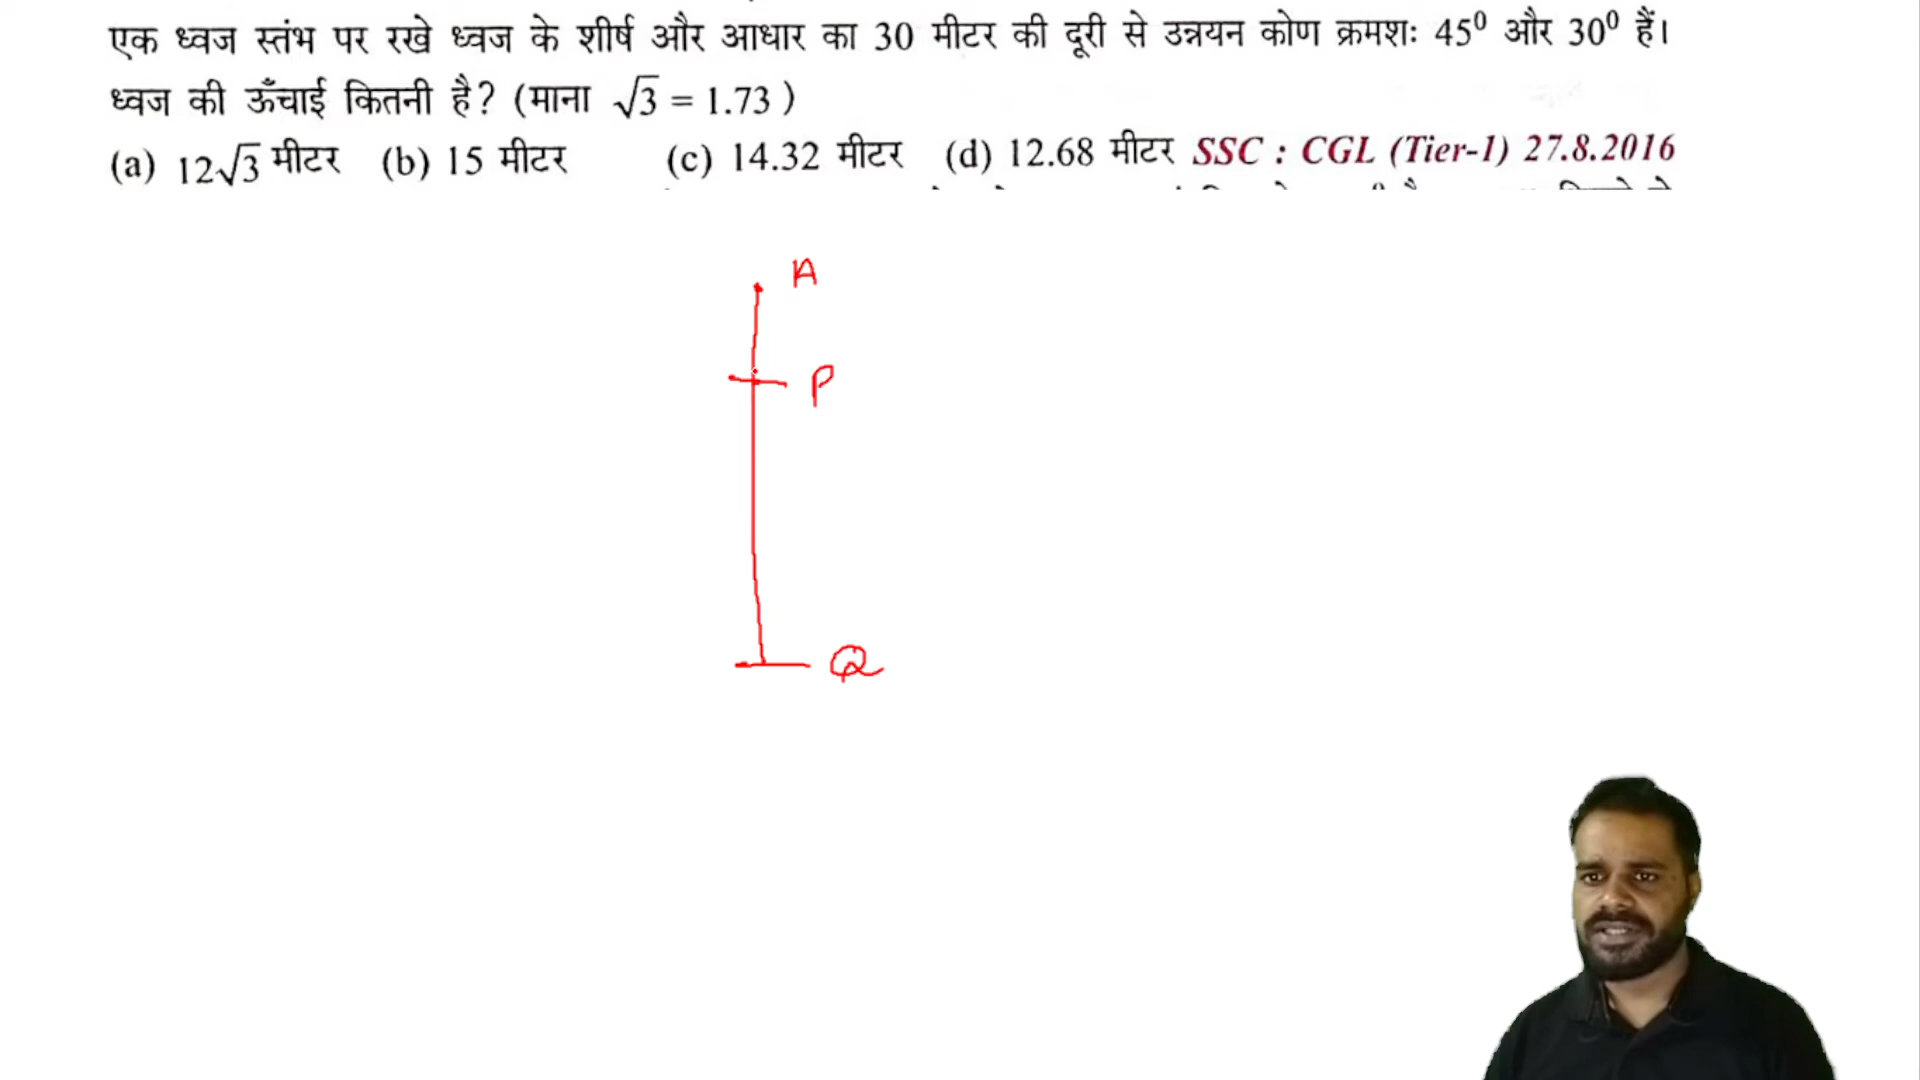 एक ध्वज स्तंभ पर रखे ध्वज के शीर्ष और आधार का 30 मीटर की दूरी से उन्नयन कोण क्रमशः 45⁰ और 30⁰ हैं।
ध्वज की ऊँचाई कितनी है? (माना √3 = 1.73 )
(a) 12√3 मीटर (b) 15 मीटर (c) 14.32 मीटर (d) 12.68 मीटर SSC : CGL (Tier-1) 27.8.2016
A
P
Q